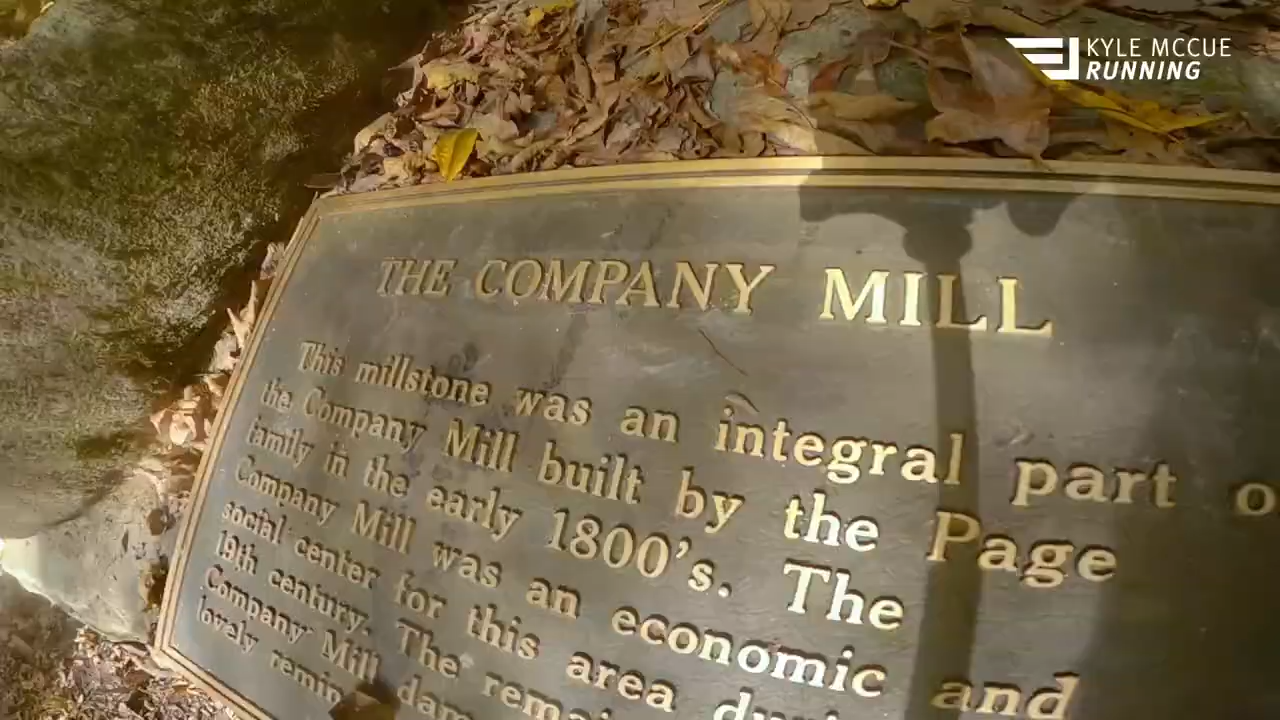 KYLE MCCUE
RUNNING
THE COMPANY MILL
This millstone was an integral part
the Company Mill built by the Page
family in the early 1800's. The
Company Mill was an economic and
social center for this area
19th century. The
Company Mill
lovely